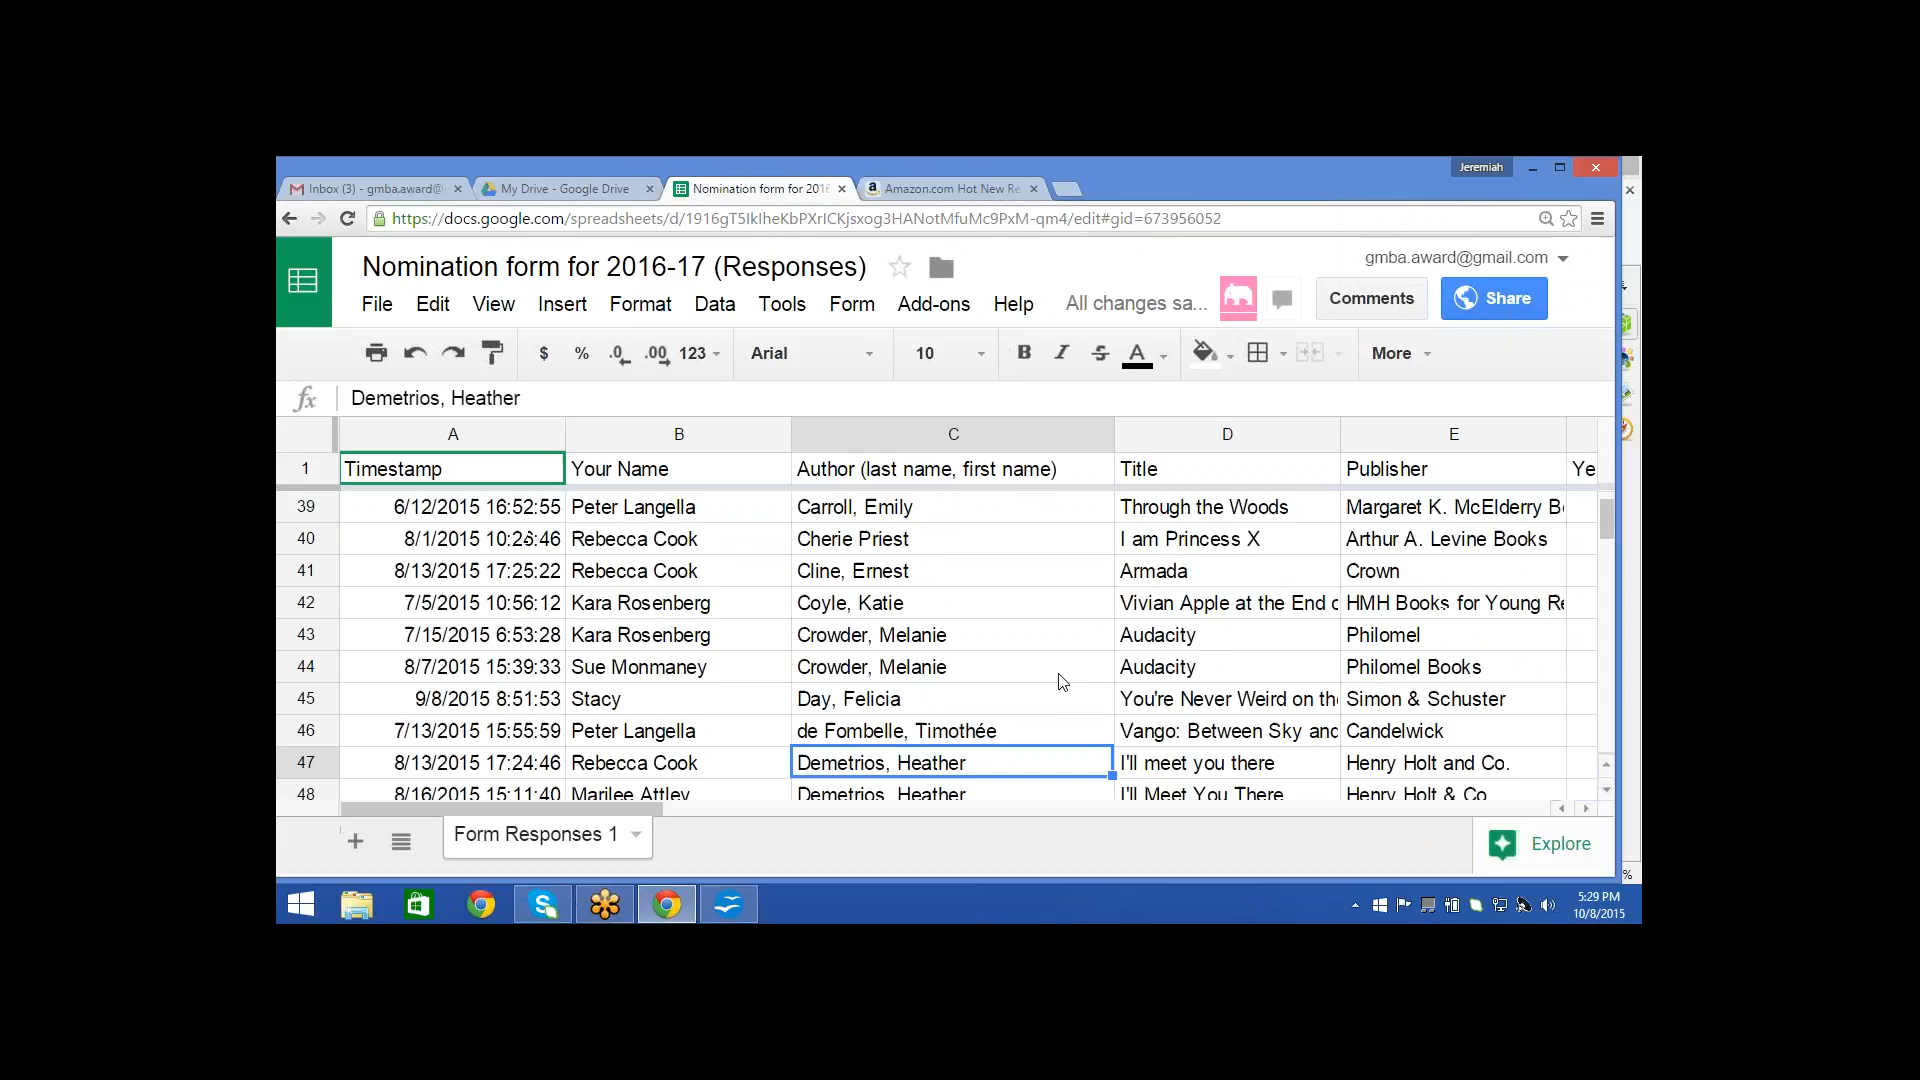 Jeremiah
Inbox (3) - gmba.award@
My Drive - Google Drive
Nomination form for 2016
Amazon.com Hot New Re
https://docs.google.com/spreadsheets/d/1916gT5IkIheKbPXrICKjsxog3HANotMfuMc9PxM-qm4/edit#gid=673956052
Nomination form for 2016-17 (Responses)
gmba.award@gmail.com
File Edit View Insert Format Data Tools Form Add-ons Help All changes sa... Comments Share
$ % .0 .00 123 Arial 10 B I S A More
fx Demetrios, Heather
A B C D E
1 Timestamp Your Name Author (last name, first name) Title Publisher Ye
39 6/12/2015 16:52:55 Peter Langella Carroll, Emily Through the Woods Margaret K. McElderry B
40 8/1/2015 10:26:46 Rebecca Cook Cherie Priest I am Princess X Arthur A. Levine Books
41 8/13/2015 17:25:22 Rebecca Cook Cline, Ernest Armada Crown
42 7/5/2015 10:56:12 Kara Rosenberg Coyle, Katie Vivian Apple at the End HMH Books for Young Re
43 7/15/2015 6:53:28 Kara Rosenberg Crowder, Melanie Audacity Philomel
44 8/7/2015 15:39:33 Sue Monmaney Crowder, Melanie Audacity Philomel Books
45 9/8/2015 8:51:53 Stacy Day, Felicia You're Never Weird on the Simon & Schuster
46 7/13/2015 15:55:59 Peter Langella de Fombelle, Timothée Vango: Between Sky and Candelwick
47 8/13/2015 17:24:46 Rebecca Cook Demetrios, Heather I'll meet you there Henry Holt and Co.
48 8/16/2015 15:11:40 Marilee Attley Demetrios, Heather I'll Meet You There Henry Holt & Co
Form Responses 1
Explore
%
5:29 PM
10/8/2015